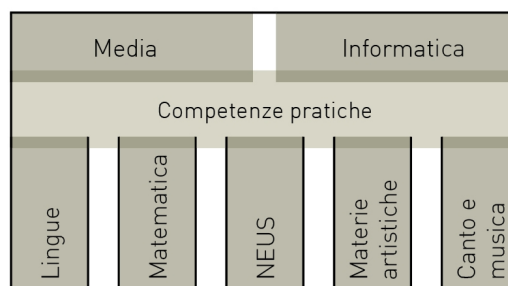 Media
Informatica
Competenze pratiche
Lingue
Matematica
NEUS
Materie
artistiche
Canto e
musica